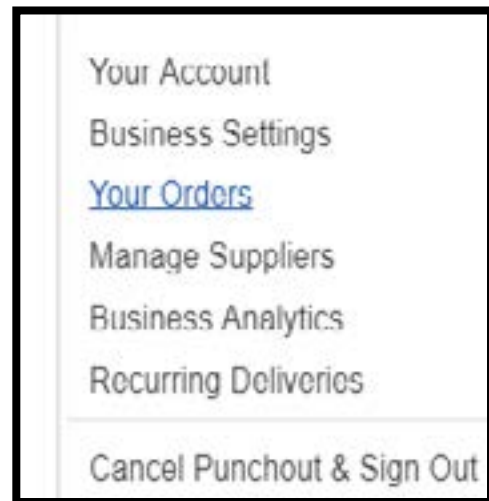 Your Account
Business Settings
Your Orders
Manage Suppliers
Business Analytics
Recurring Deliveries
Cancel Punchout & Sign Out